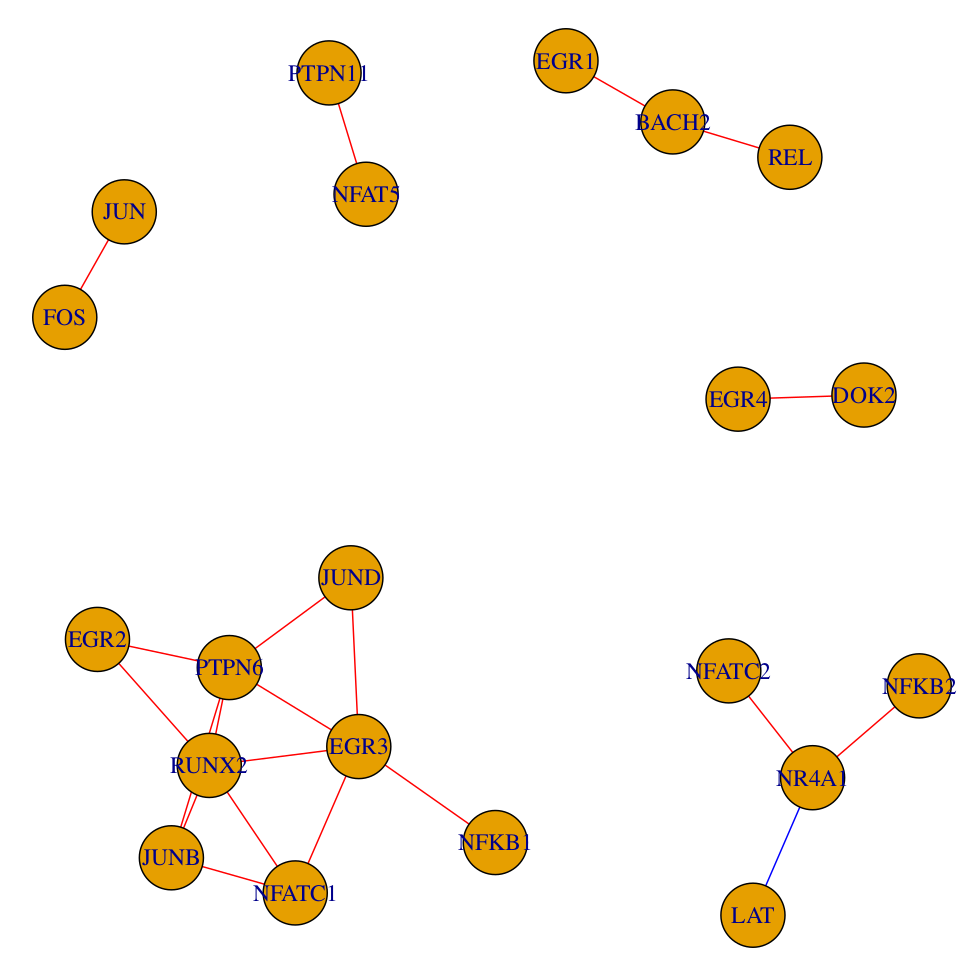 EGR1
PTPN11
BACH2
REL
NFAT5
JUN
FOS
EGR4
DOK2
JUND
EGR2
PTPN6
NFATC2
NFKB2
EGR3
RUNX2
NR4A1
NFKB1
JUNB
NFATC1
LAT